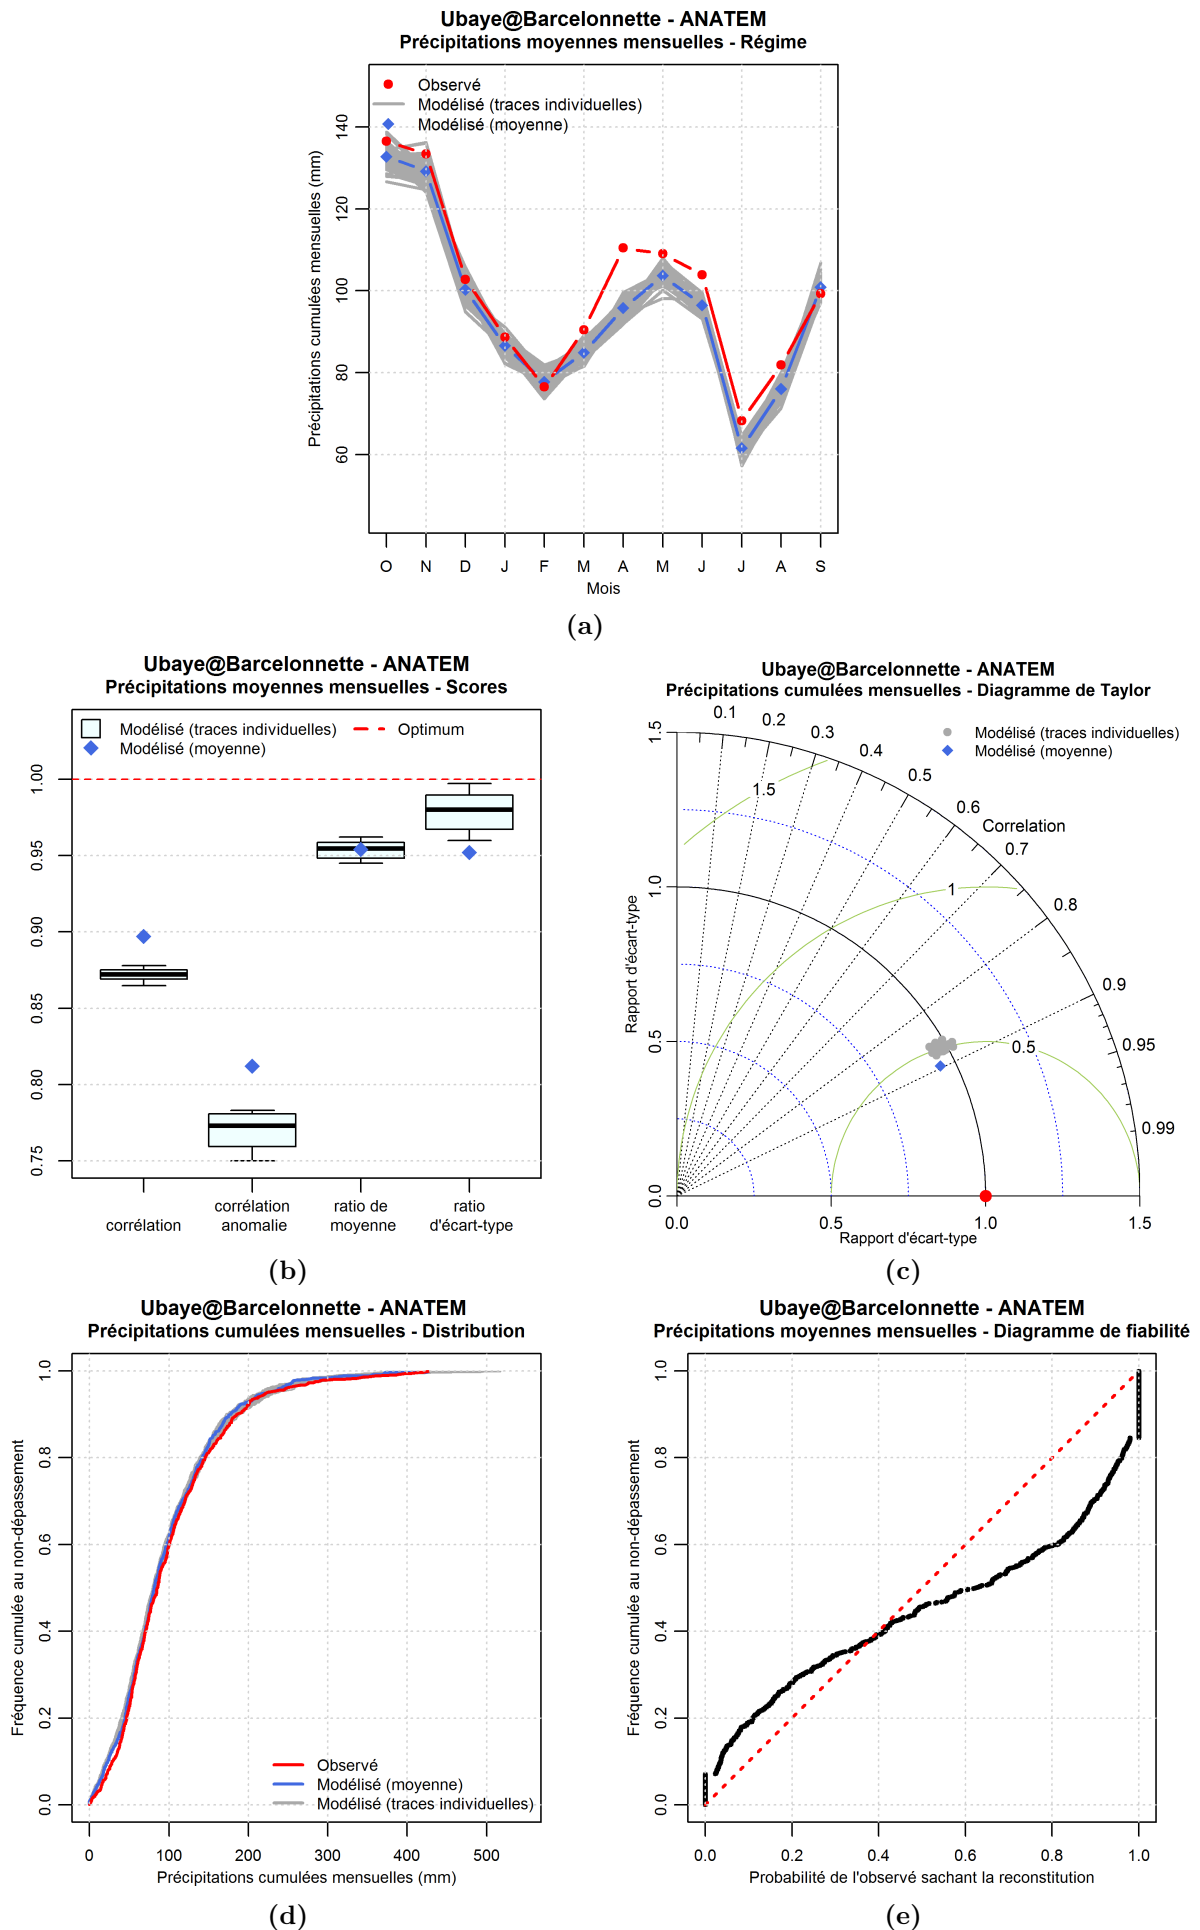 Ubaye@Barcelonnette - ANATEM
Précipitations moyennes mensuelles - Régime
Observé
Modélisé (traces individuelles)
Modélisé (moyenne)
Précipitations cumulées mensuelles (mm)
140
120
100
80
60
O N D J F M A M J J A S
Mois
(a)
Ubaye@Barcelonnette - ANATEM
Précipitations moyennes mensuelles - Scores
Modélisé (traces individuelles)
Optimum
Modélisé (moyenne)
1.00
0.95
0.90
0.85
0.80
0.75
corrélation
corrélation
anomalie
ratio de
moyenne
ratio
d'écart-type
(b)
Ubaye@Barcelonnette - ANATEM
Précipitations cumulées mensuelles - Diagramme de Taylor
Modélisé (traces individuelles)
Modélisé (moyenne)
0.1
0.2
0.3
0.4
0.5
0.6
Correlation
0.7
0.8
0.9
0.95
0.99
1.5
1
0.5
Rapport d'écart-type
1.5
1.0
0.5
0.0
0.0 0.5 1.0 1.5
Rapport d'écart-type
(c)
Ubaye@Barcelonnette - ANATEM
Précipitations cumulées mensuelles - Distribution
Fréquence cumulée au non-dépassement
1.0
0.8
0.6
0.4
0.2
0.0
Observé
Modélisé (moyenne)
Modélisé (traces individuelles)
0 100 200 300 400 500
Précipitations cumulées mensuelles (mm)
(d)
Ubaye@Barcelonnette - ANATEM
Précipitations moyennes mensuelles - Diagramme de fiabilité
Fréquence cumulée au non-dépassement
1.0
0.8
0.6
0.4
0.2
0.0
0.0 0.2 0.4 0.6 0.8 1.0
Probabilité de l'observé sachant la reconstitution
(e)